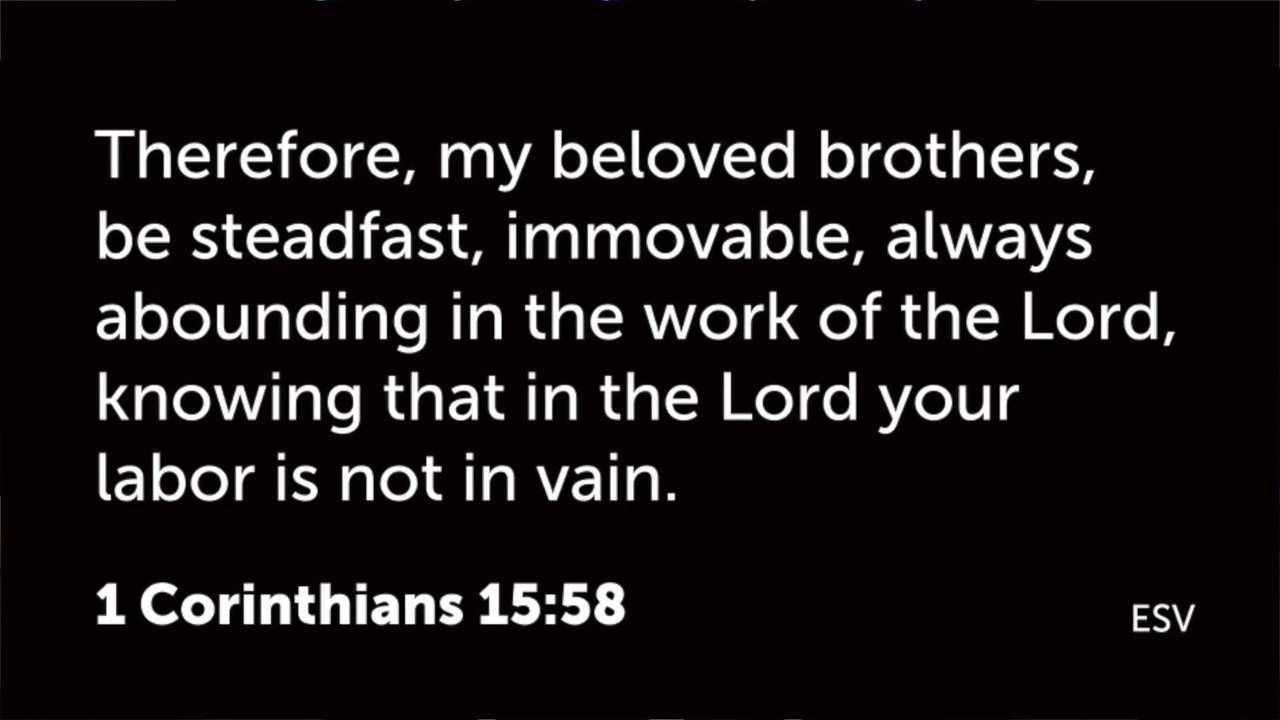 Therefore, my beloved brothers,
be steadfast, immovable, always
abounding in the work of the Lord,
knowing that in the Lord your
labor is not in vain.
1 Corinthians 15:58
ESV